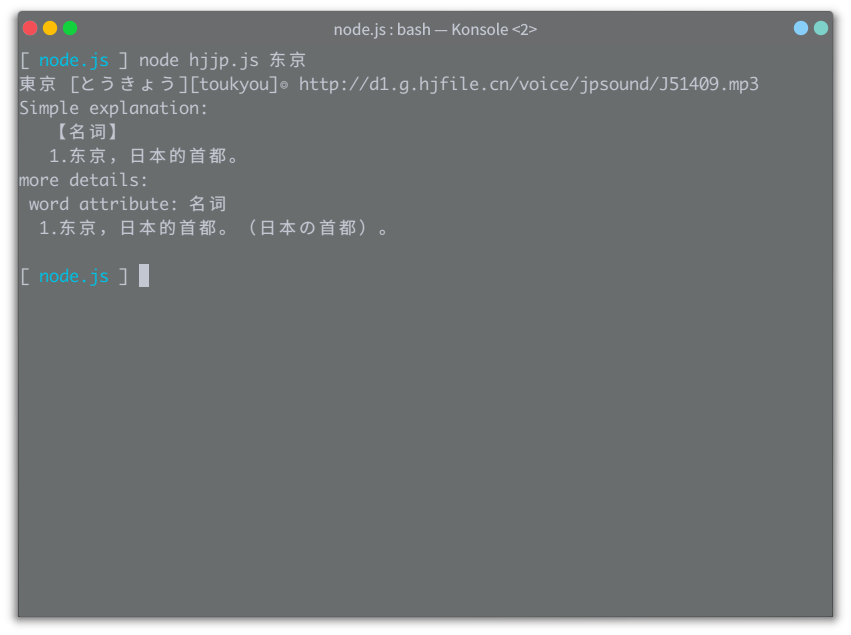 node.js : bash — Konsole <2>
[ node.js ] node hjjp.js 东京
東京 [とうきょう][toukyou]◎ http://d1.g.hjfile.cn/voice/jpsound/J51409.mp3
Simple explanation:
【名词】
1.东京，日本的首都。
more details:
word attribute: 名词
1.东京，日本的首都。（日本の首都）。
[ node.js ]